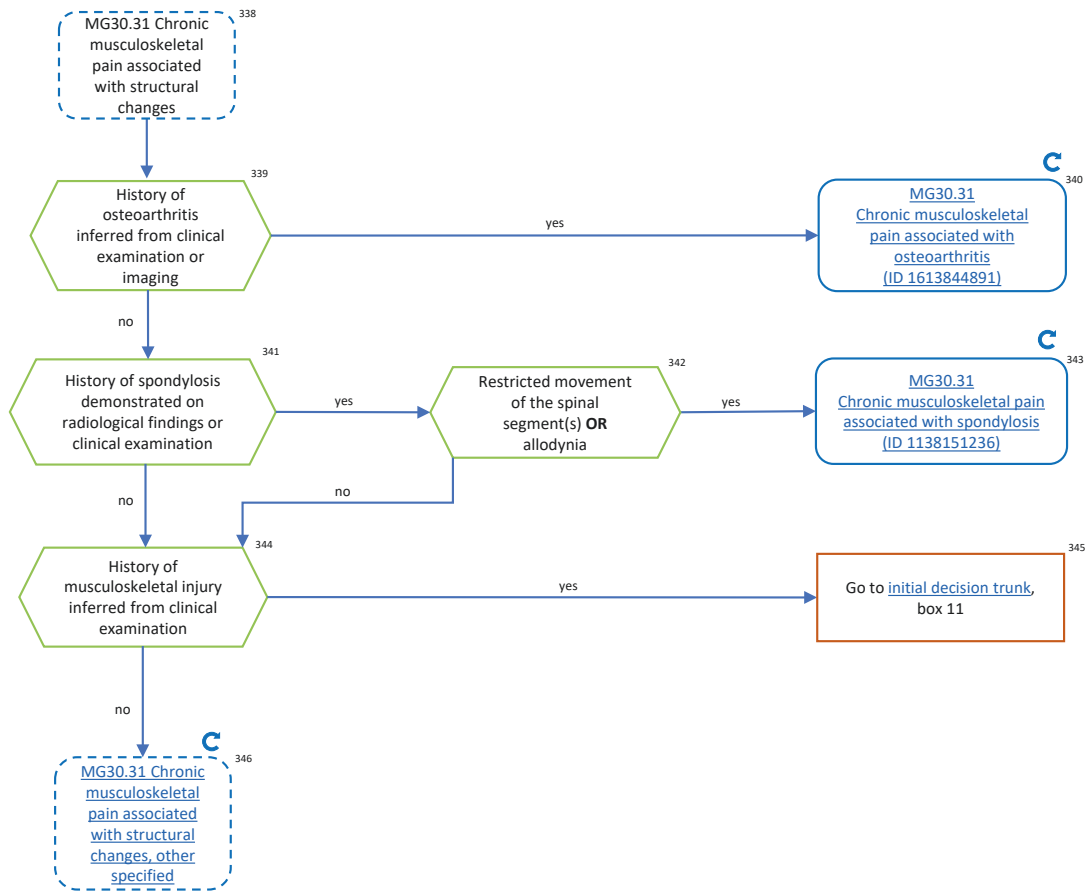 338
MG30.31 Chronic
musculoskeletal
pain associated
with structural
changes
339
History of
osteoarthritis
inferred from clinical
examination or
imaging
yes
340
MG30.31
Chronic musculoskeletal
pain associated with
osteoarthritis
(ID 1613844891)
no
341
History of spondylosis
demonstrated on
radiological findings or
clinical examination
yes
342
Restricted movement
of the spinal
segment(s) OR
allodynia
yes
343
MG30.31
Chronic musculoskeletal pain
associated with spondylosis
(ID 1138151236)
no
no
344
History of
musculoskeletal injury
inferred from clinical
examination
yes
345
Go to initial decision trunk,
box 11
no
346
MG30.31 Chronic
musculoskeletal
pain associated
with structural
changes, other
specified